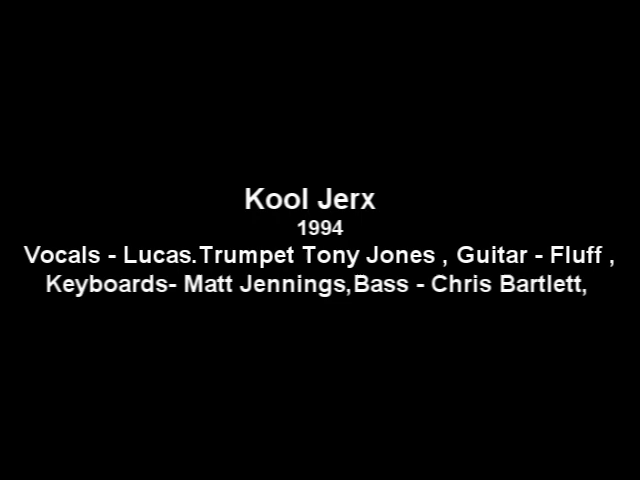 Kool Jerx
1994
Vocals - Lucas.Trumpet Tony Jones , Guitar - Fluff ,
Keyboards- Matt Jennings,Bass - Chris Bartlett,